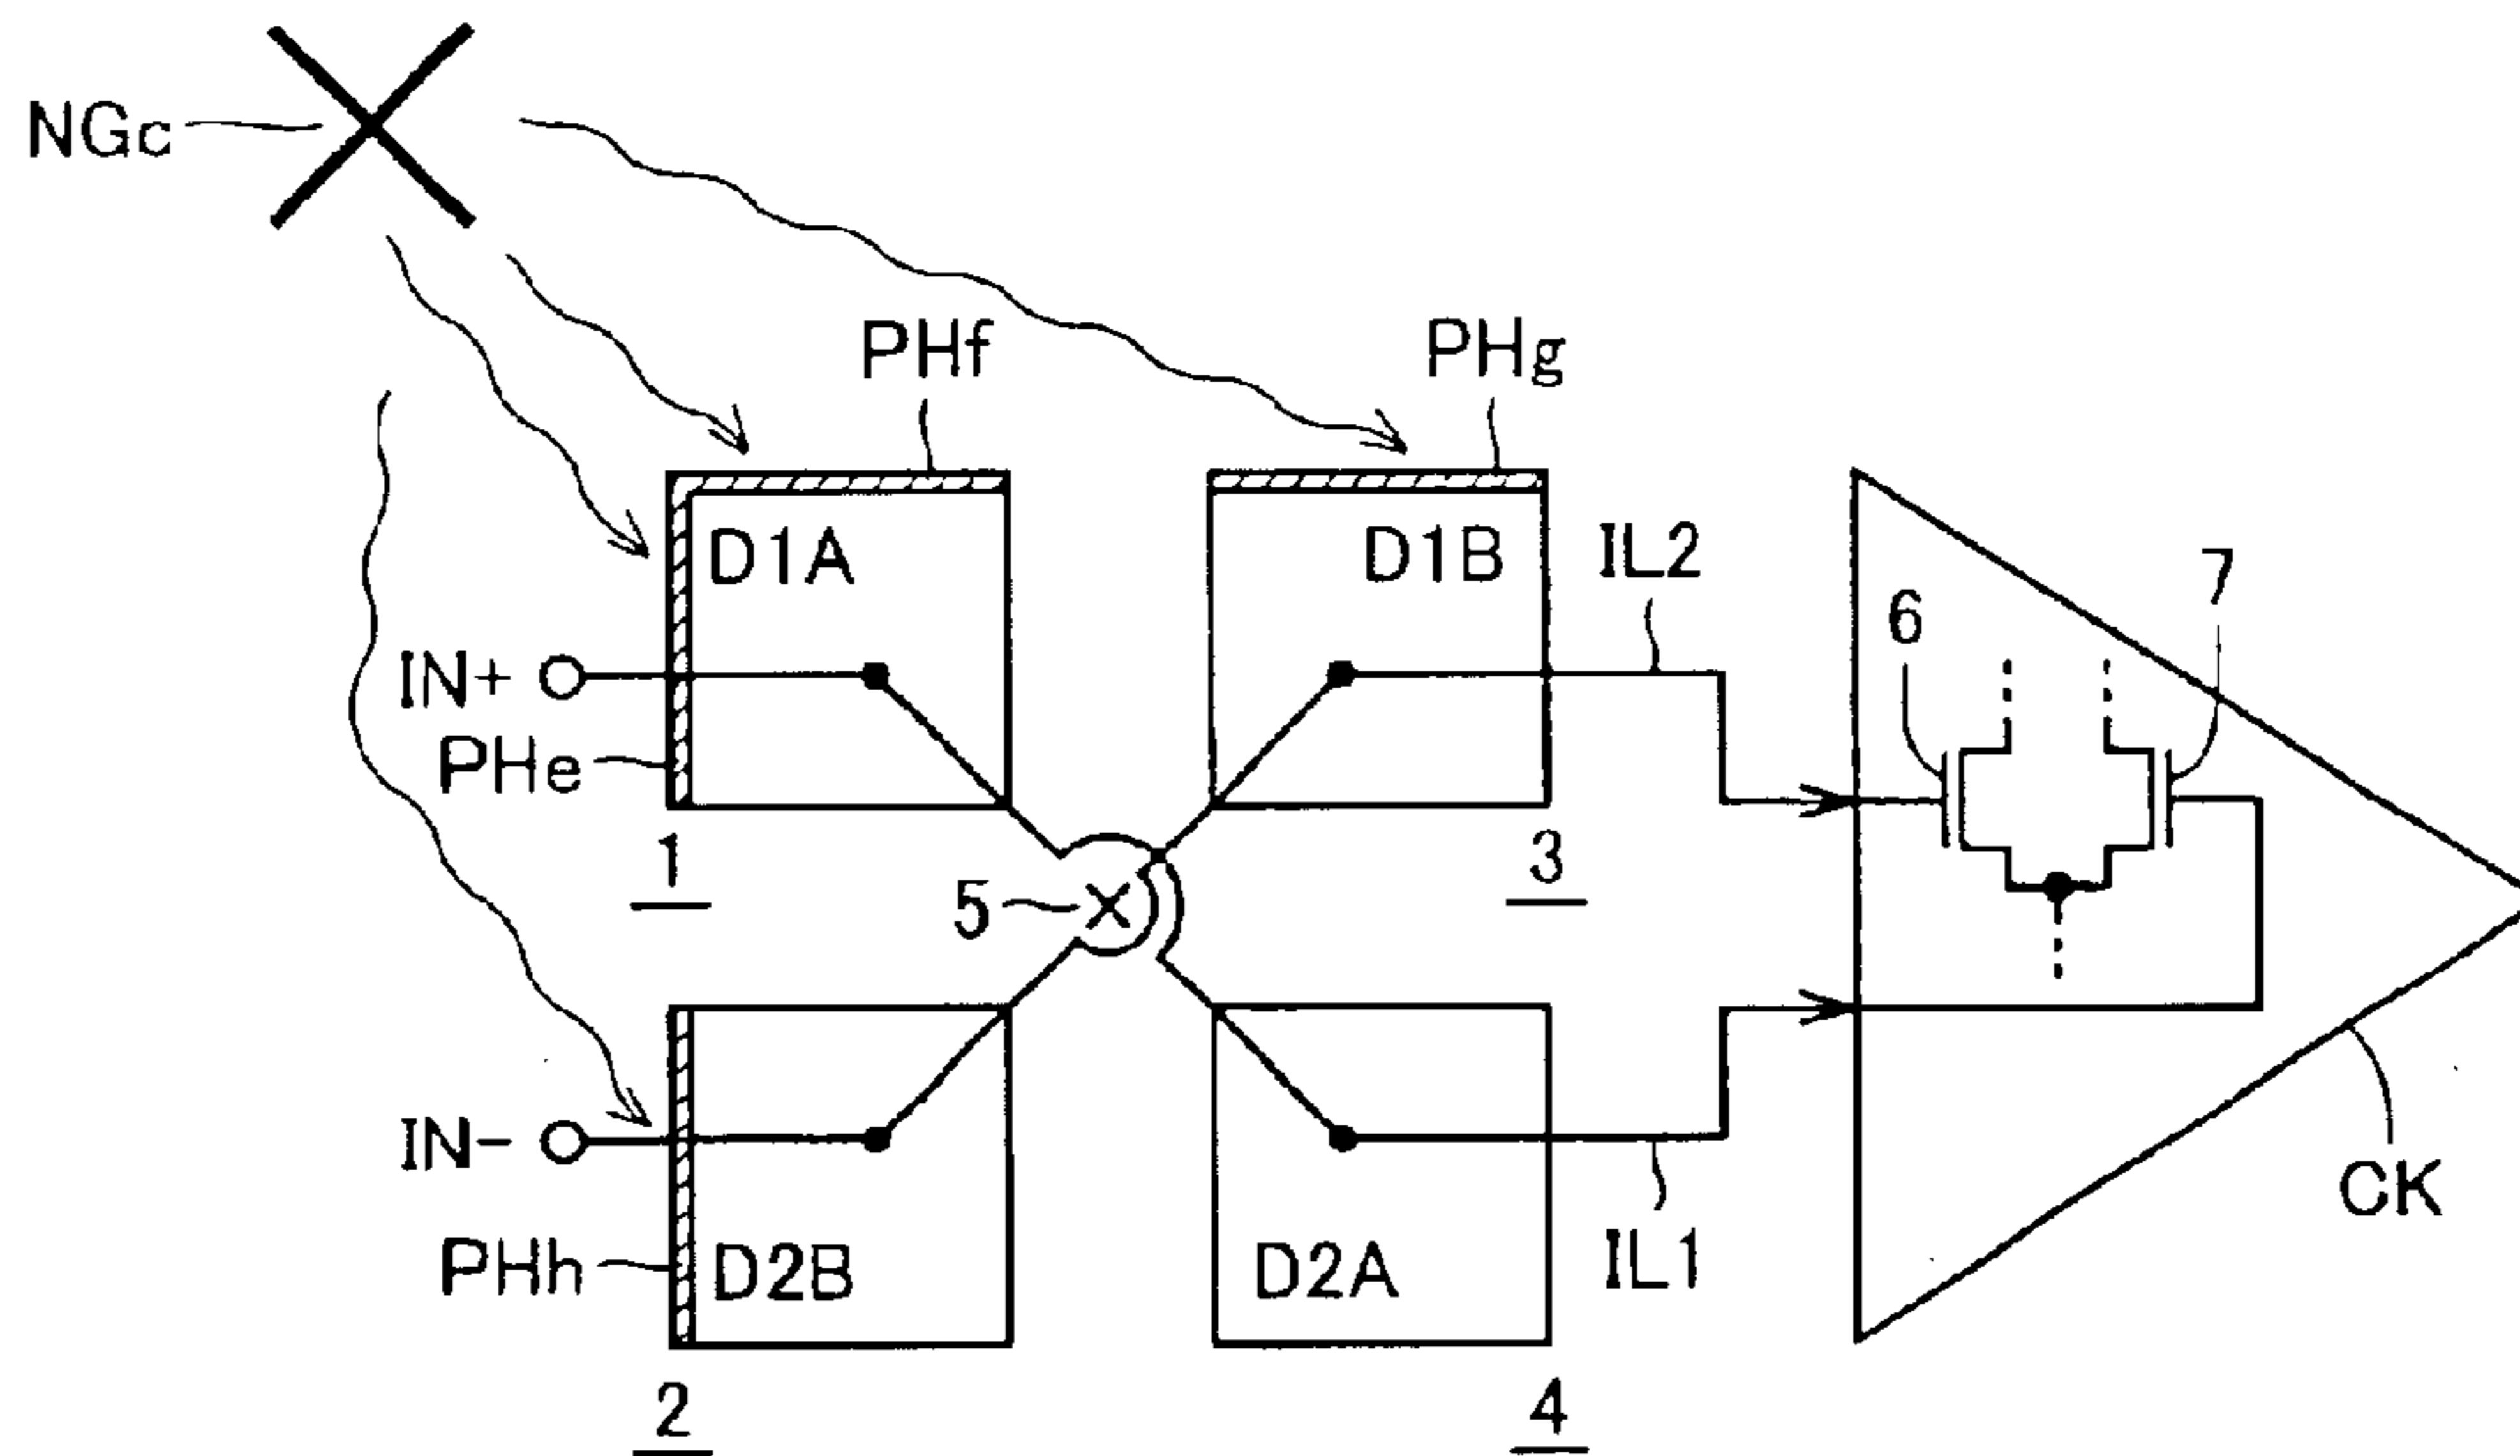 NGc
PHf
PHg
D1A
D1B
IL2
7
6
IN+
PHe
1
3
5
IN-
PHh
D2B
D2A
IL1
CK
2
4